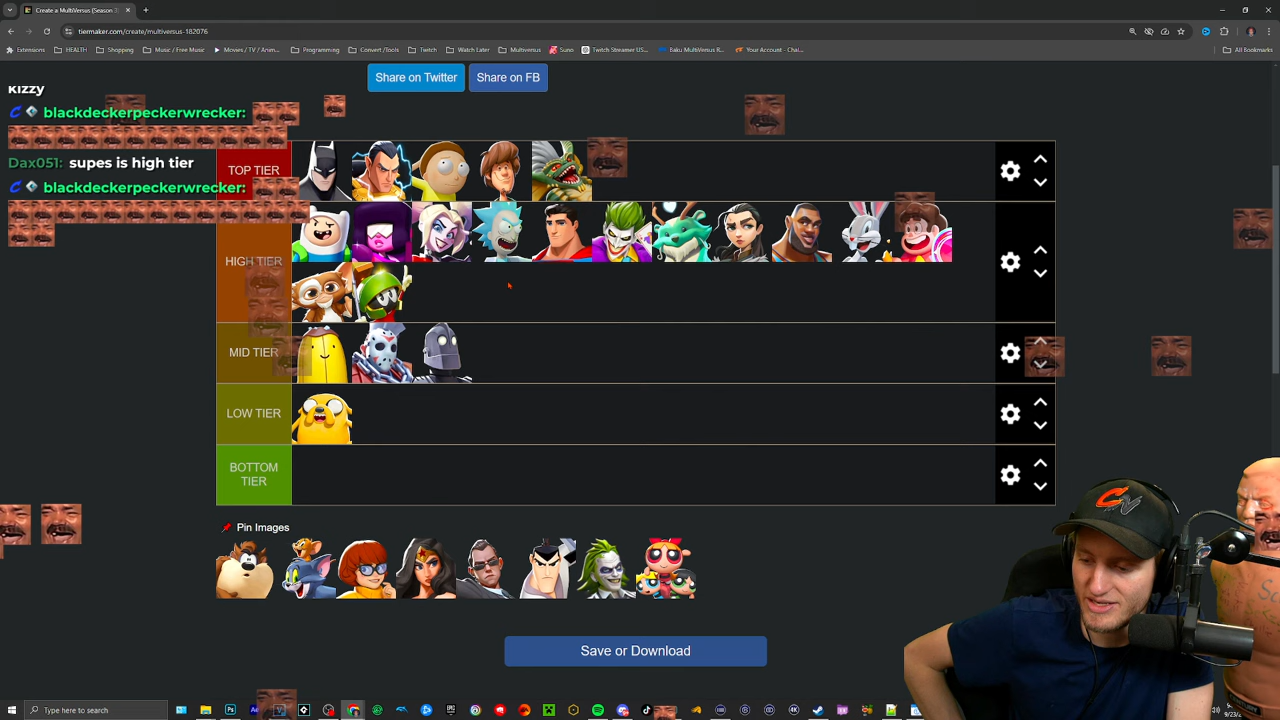 Create a MultiVersus (Season 3
tiermaker.com/create/multiversus-182076
Extensions
HEALTH
Shopping
Music / Free Music
Movies / TV / Anim...
Programming
Convert /Tools
Twitch
Watch Later
Multiversus
Suno
Twitch Streamer US...
Baku MultiVersus R...
Your Account - Chai...
All Bookmarks
Share on Twitter
Share on FB
Kizzy
blackdeckerpeckerwrecker:
Dax051: supes is high tier
blackdeckerpeckerwrecker:
TOP TIER
HIGH TIER
MID TIER
LOW TIER
BOTTOM
TIER
Pin Images
Save or Download
Type here to search